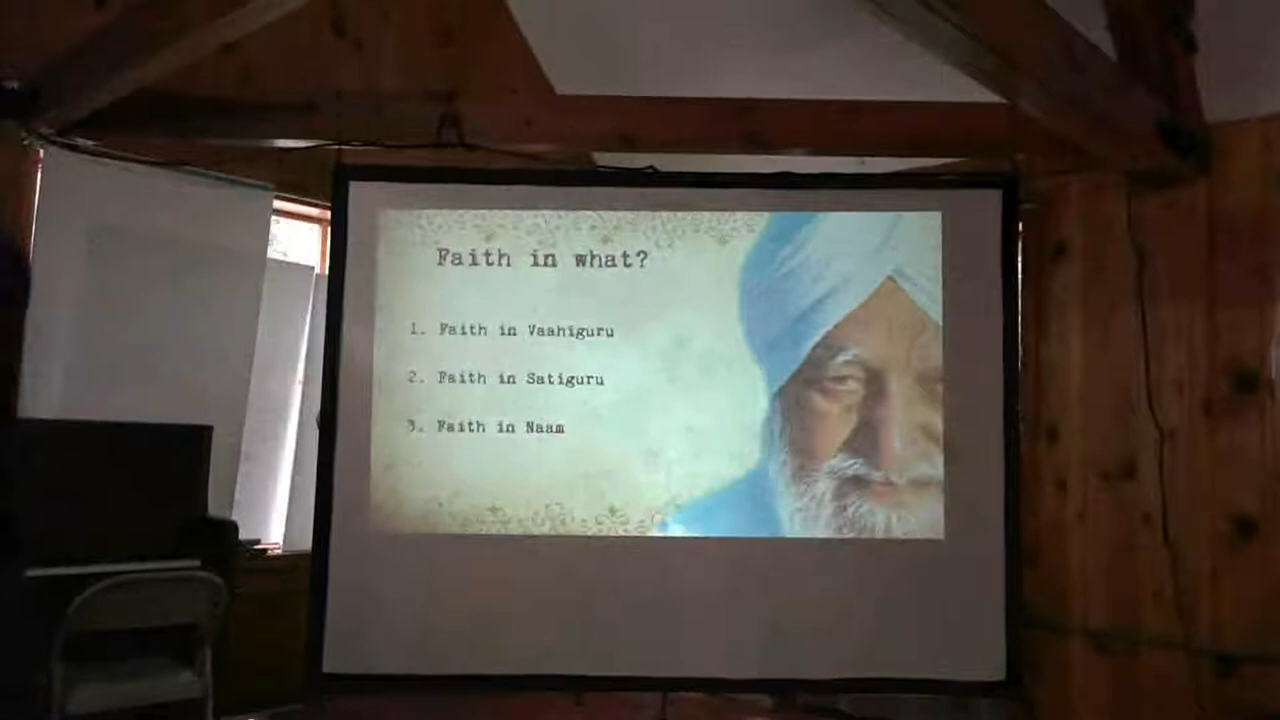 Faith in what?
1. Faith in Vaahiguru
2. Faith in Satiguru
3. Faith in Naam